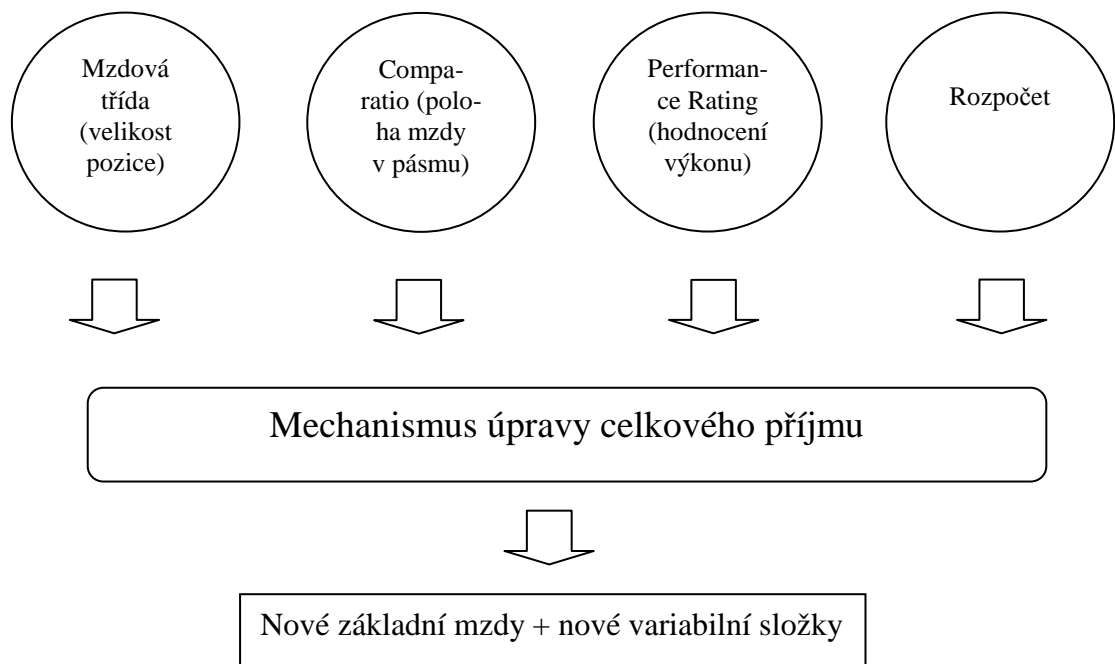 Mzdová
třída
(velikost
pozice)
Compa-
ratio (polo-
ha mzdy
v pásmu)
Performan-
ce Rating
(hodnocení
výkonu)
Rozpočet
Mechanismus úpravy celkového příjmu
Nové základní mzdy + nové variabilní složky